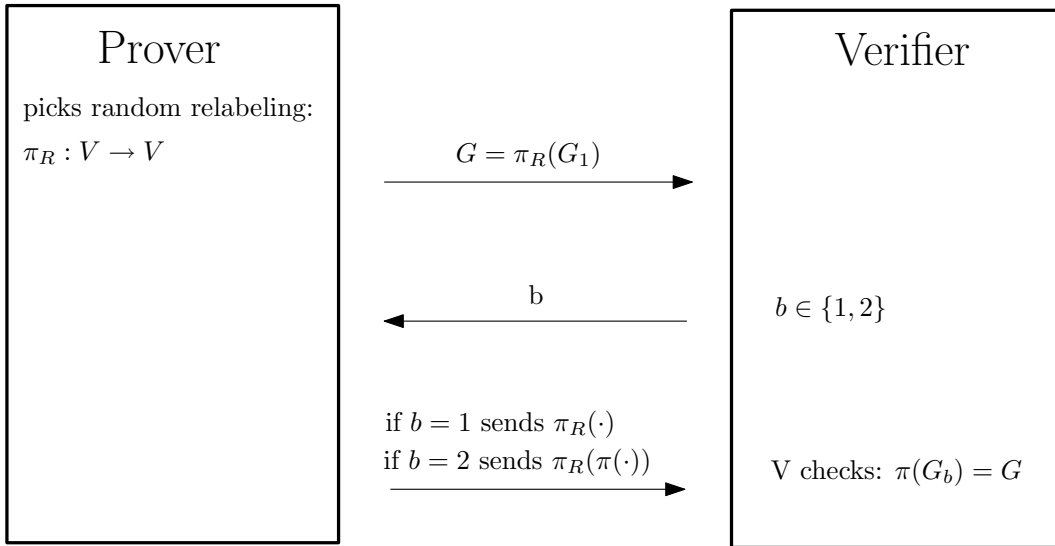 Prover
picks random relabeling:
π_R : V → V
G = π_R(G_1)
b
if b = 1 sends π_R(·)
if b = 2 sends π_R(π(·))
Verifier
b ∈ {1, 2}
V checks: π(G_b) = G